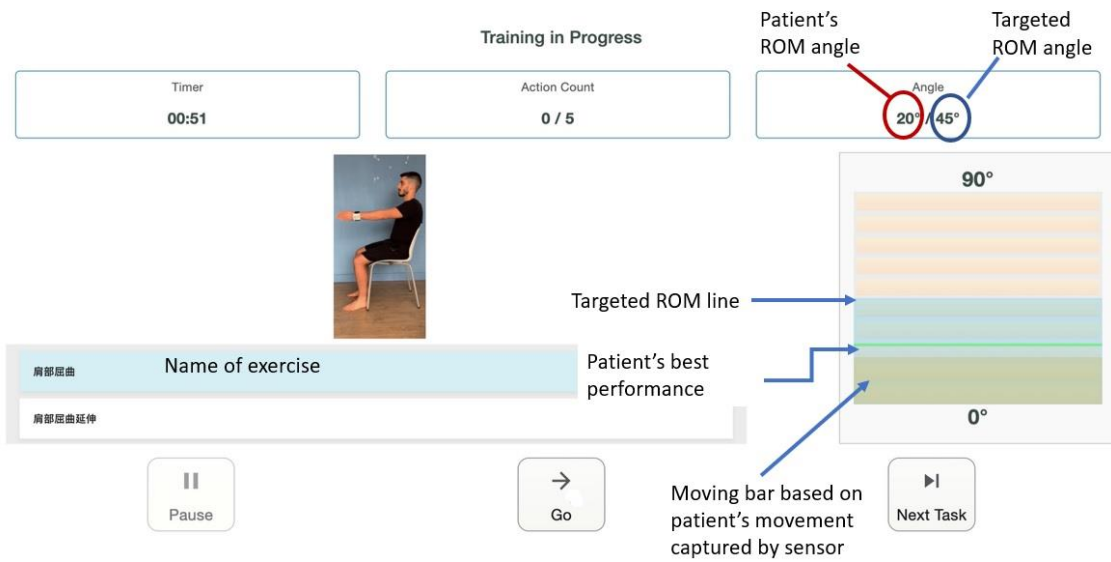 Patient's
ROM angle
Targeted
ROM angle
Training in Progress
Timer
00:51
Action Count
0 / 5
Angle
20° / 45°
90°
Targeted ROM line
Patient's best
performance
0°
肩部屈曲
Name of exercise
肩部屈曲延伸
Pause
Go
Next Task
Moving bar based on
patient's movement
captured by sensor